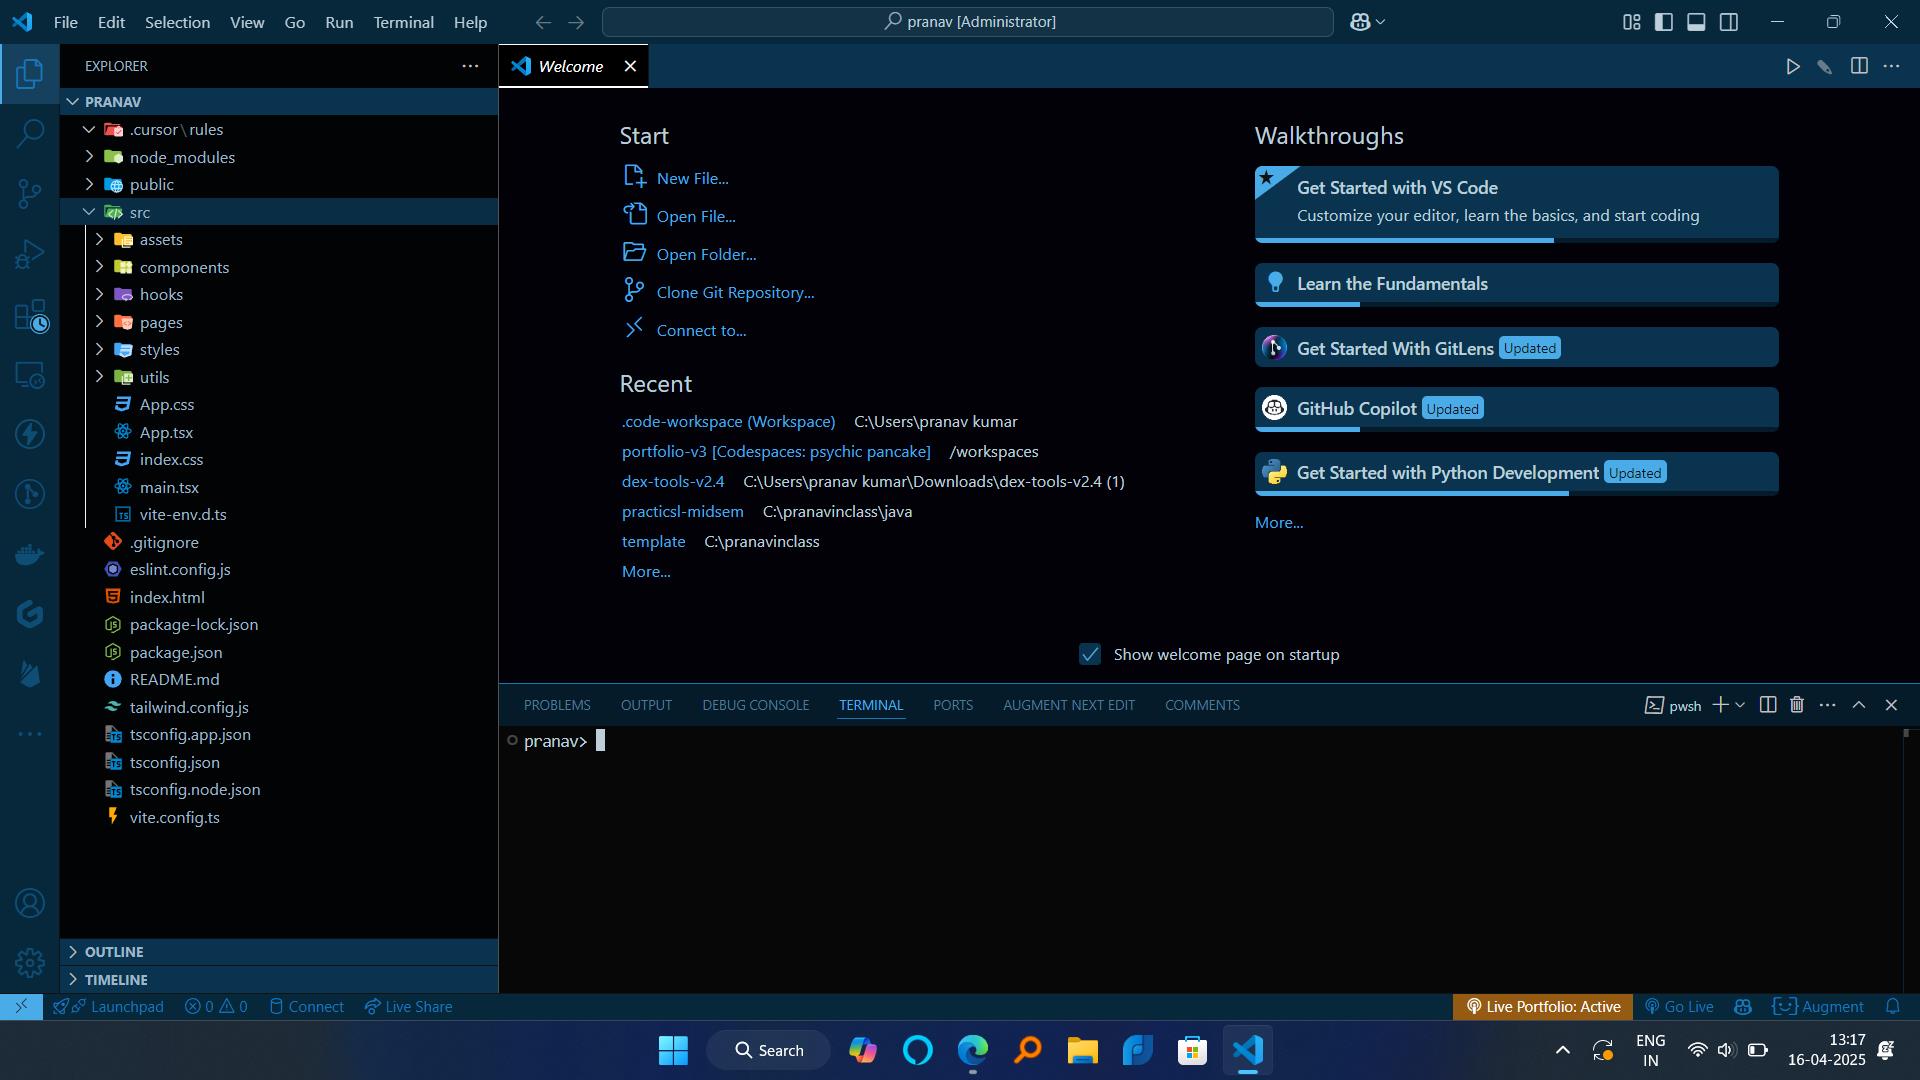 File Edit Selection View Go Run Terminal Help
pranav [Administrator]
EXPLORER
Welcome
PRANAV
.cursor\rules
node_modules
public
src
assets
components
hooks
pages
styles
utils
App.css
App.tsx
index.css
main.tsx
vite-env.d.ts
.gitignore
eslint.config.js
index.html
package-lock.json
package.json
README.md
tailwind.config.js
tsconfig.app.json
tsconfig.json
tsconfig.node.json
vite.config.ts
OUTLINE
TIMELINE
Start
New File...
Open File...
Open Folder...
Clone Git Repository...
Connect to...
Recent
.code-workspace (Workspace) C:\Users\pranav kumar
portfolio-v3 [Codespaces: psychic pancake] /workspaces
dex-tools-v2.4 C:\Users\pranav kumar\Downloads\dex-tools-v2.4 (1)
practicsl-midsem C:\pranavinclass\java
template C:\pranavinclass
More...
Walkthroughs
Get Started with VS Code
Customize your editor, learn the basics, and start coding
Learn the Fundamentals
Get Started With GitLens Updated
GitHub Copilot Updated
Get Started with Python Development Updated
More...
Show welcome page on startup
PROBLEMS OUTPUT DEBUG CONSOLE TERMINAL PORTS AUGMENT NEXT EDIT COMMENTS
pwsh
pranav>
Launchpad 0 0 Connect Live Share
Live Portfolio: Active Go Live Augment
Search
ENG
IN
13:17
16-04-2025